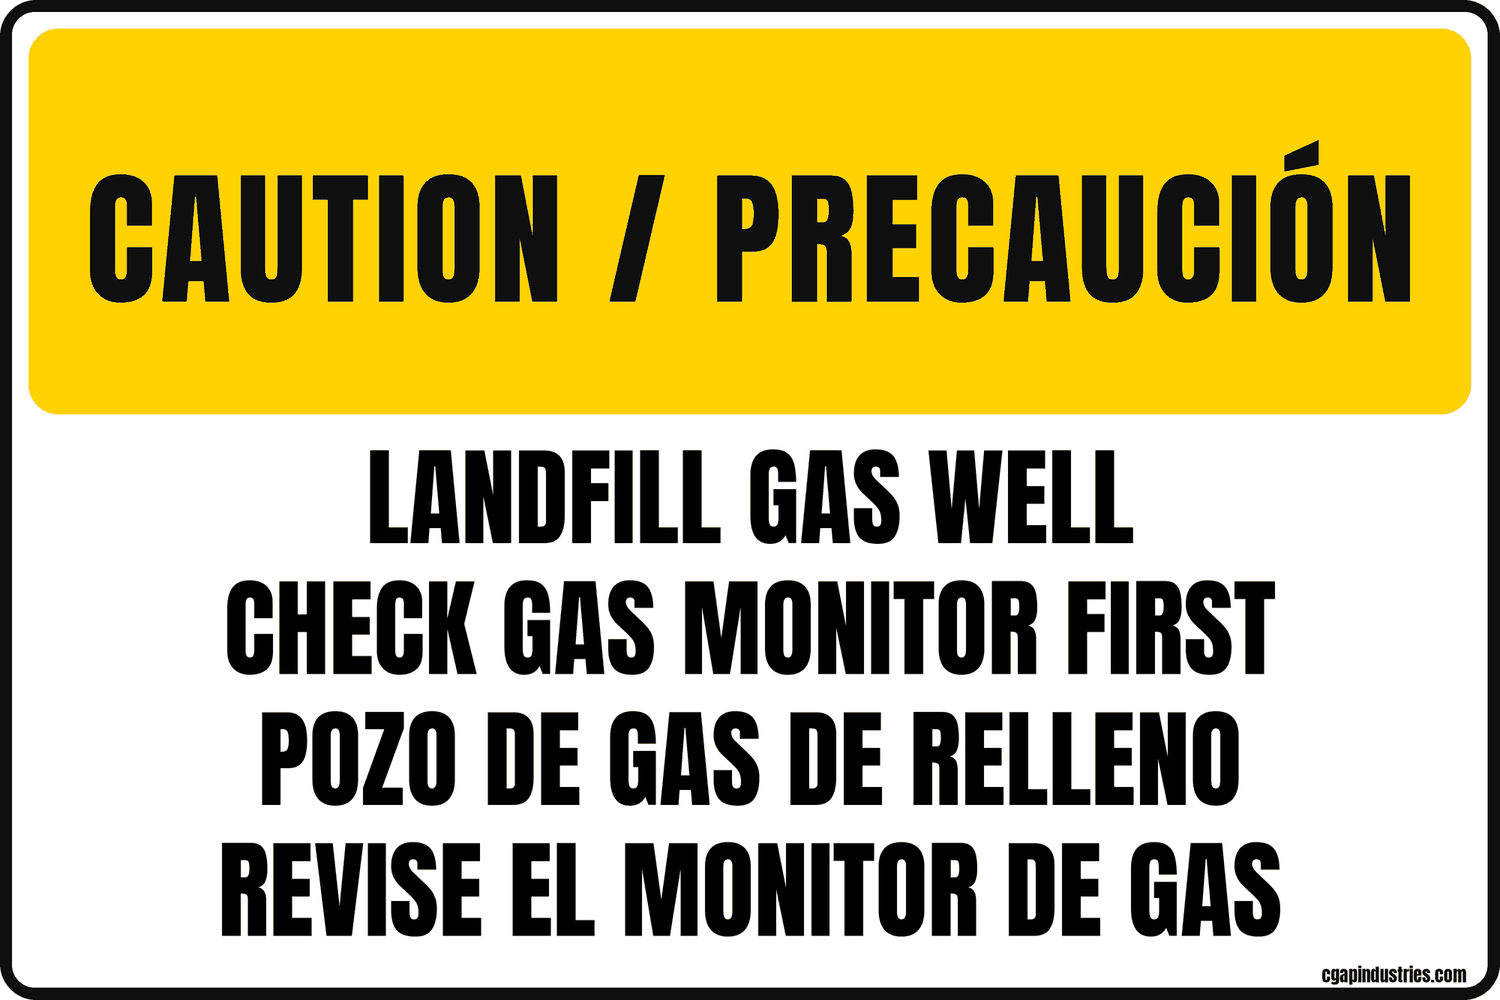 CAUTION / PRECAUCIÓN
LANDFILL GAS WELL
CHECK GAS MONITOR FIRST
POZO DE GAS DE RELLENO
REVISE EL MONITOR DE GAS
cgapindustries.com